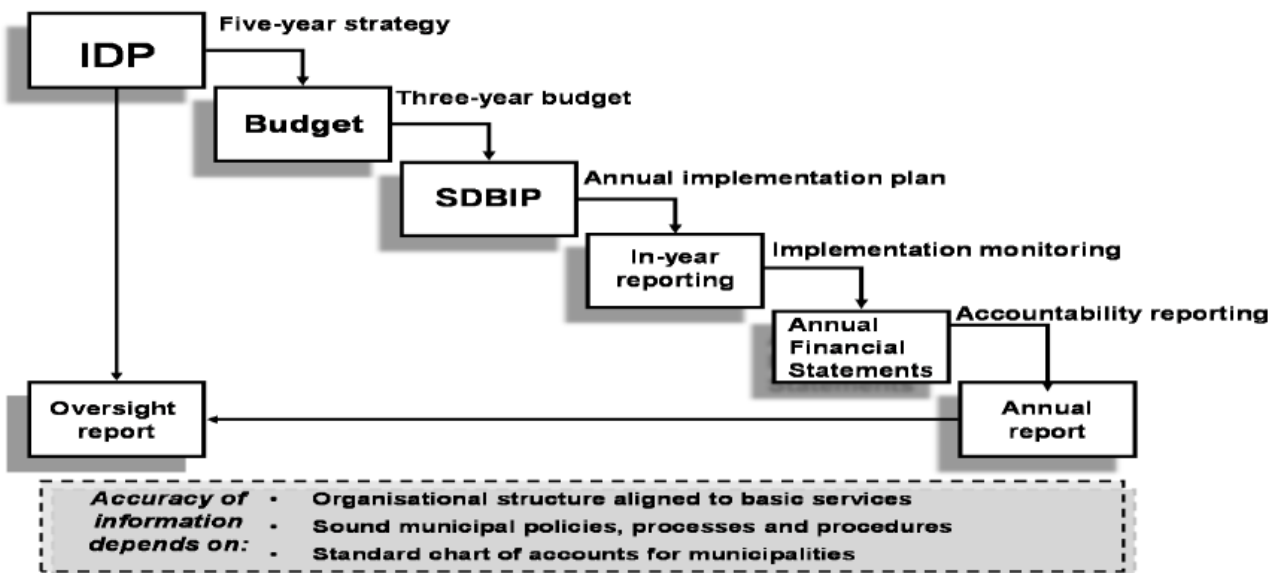 IDP
Five-year strategy
Budget
Three-year budget
SDBIP
Annual implementation plan
In-year
reporting
Implementation monitoring
Annual
Financial
Statements
Accountability reporting
Annual
report
Oversight
report
Accuracy of
information
depends on:
• Organisational structure aligned to basic services
• Sound municipal policies, processes and procedures
• Standard chart of accounts for municipalities